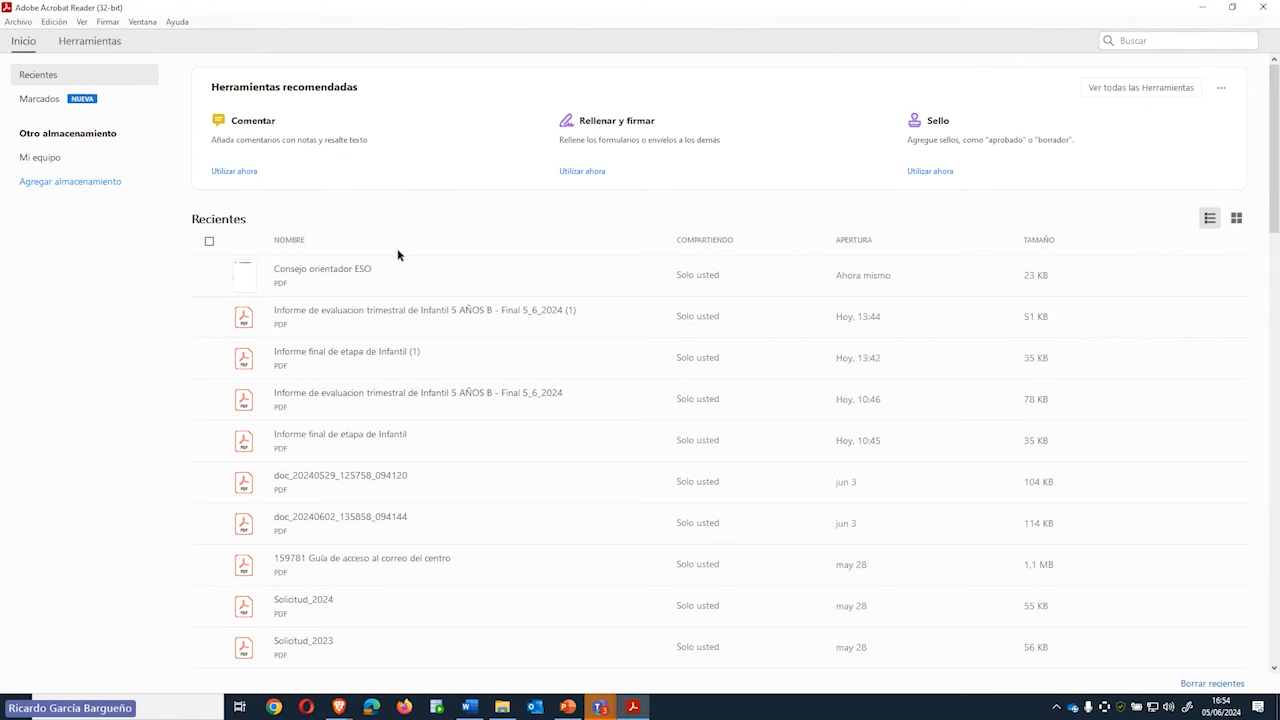 Adobe Acrobat Reader (32-bit)
Archivo Edición Ver Firmar Ventana Ayuda
Inicio Herramientas Buscar
Recientes
Marcados NUEVA
Otro almacenamiento
Mi equipo
Agregar almacenamiento
Herramientas recomendadas Ver todas las Herramientas ...
Comentar Rellenar y firmar Sello
Añada comentarios con notas y resalte texto Rellene los formularios o envíelos a los demás Agregue sellos, como "aprobado" o "borrador".
Utilizar ahora Utilizar ahora Utilizar ahora
Recientes
NOMBRE COMPARTIENDO APERTURA TAMAÑO
Consejo orientador ESO Solo usted Ahora mismo 23 KB
PDF
Informe de evaluacion trimestral de Infantil 5 AÑOS B - Final 5_6_2024 (1) Solo usted Hoy, 13:44 51 KB
PDF
Informe final de etapa de Infantil (1) Solo usted Hoy, 13:42 35 KB
PDF
Informe de evaluacion trimestral de Infantil 5 AÑOS B - Final 5_6_2024 Solo usted Hoy, 10:46 78 KB
PDF
Informe final de etapa de Infantil Solo usted Hoy, 10:45 35 KB
PDF
doc_20240529_125758_094120 Solo usted jun 3 104 KB
PDF
doc_20240602_135858_094144 Solo usted jun 3 114 KB
PDF
159781 Guía de acceso al correo del centro Solo usted may 28 1,1 MB
PDF
Solicitud_2024 Solo usted may 28 55 KB
PDF
Solicitud_2023 Solo usted may 28 56 KB
PDF
Borrar recientes
Ricardo García Bargueño
16:54
05/06/2024